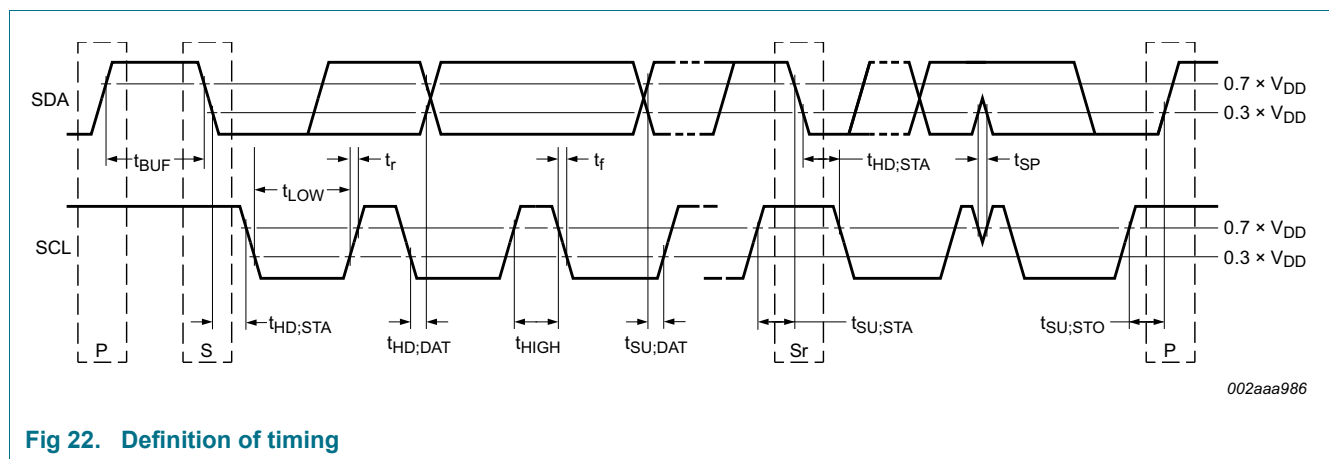 SDA
0.7 × VDD
0.3 × VDD
tBUF
tLOW
tr
tf
tHD;STA
tSP
SCL
0.7 × VDD
0.3 × VDD
tHD;STA
tHD;DAT
tHIGH
tSU;DAT
tSU;STA
tSU;STO
P
S
Sr
P
002aaa986
Fig 22. Definition of timing